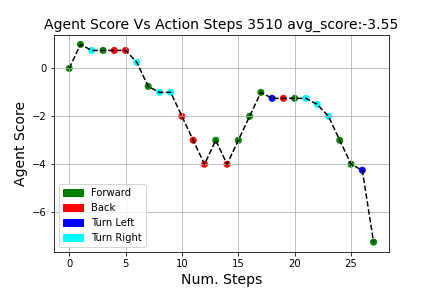 Agent Score Vs Action Steps 3510 avg_score:-3.55
Agent Score
0
−2
−4
−6
Forward
Back
Turn Left
Turn Right
0 5 10 15 20 25
Num. Steps